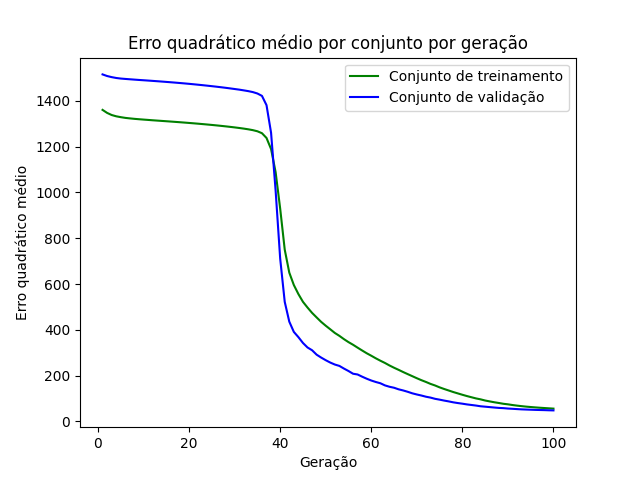 Erro quadrático médio por conjunto por geração
Conjunto de treinamento
Conjunto de validação
1400
1200
1000
800
600
400
200
0
Erro quadrático médio
0 20 40 60 80 100
Geração